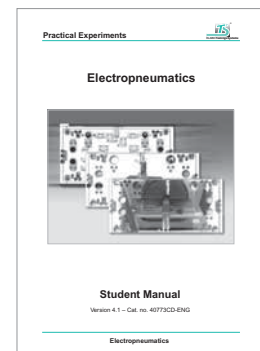 Practical Experiments
Electropneumatics
Student Manual
Version 4.1 – Cat. no. 40773CD-ENG
Electropneumatics